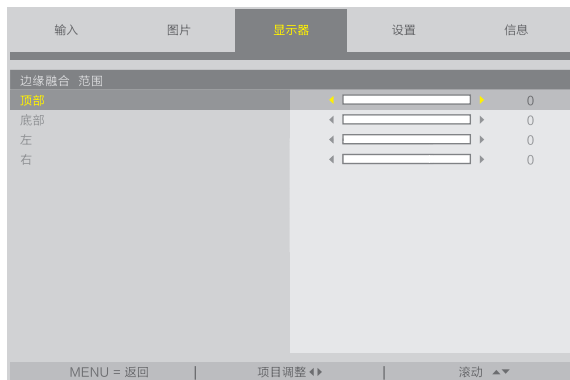 输入 图片 显示器 设置 信息
边缘融合 范围
顶部 0
底部 0
左 0
右 0
MENU = 返回 | 项目调整 | 滚动